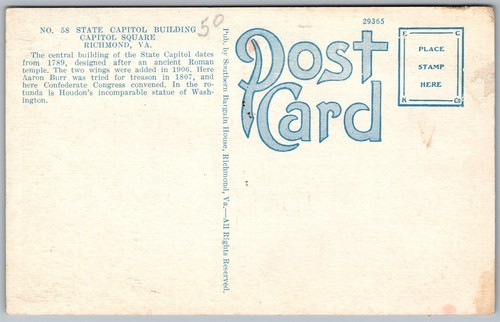 NO. 58 STATE CAPITOL BUILDING
CAPITOL SQUARE
RICHMOND, VA.
The central building of the State Capitol dates
from 1789, designed after an ancient Roman
temple. The two wings were added in 1906. Here
Aaron Burr was tried for treason in 1807, and
here Confederate Congress convened. In the ro-
tunda is Houdon's incomparable statue of Wash-
ington.
50
Pub. by Southern Bargain House, Richmond, Va.—All Rights Reserved.
29365
Post
Card
E C
PLACE
STAMP
HERE
K Co